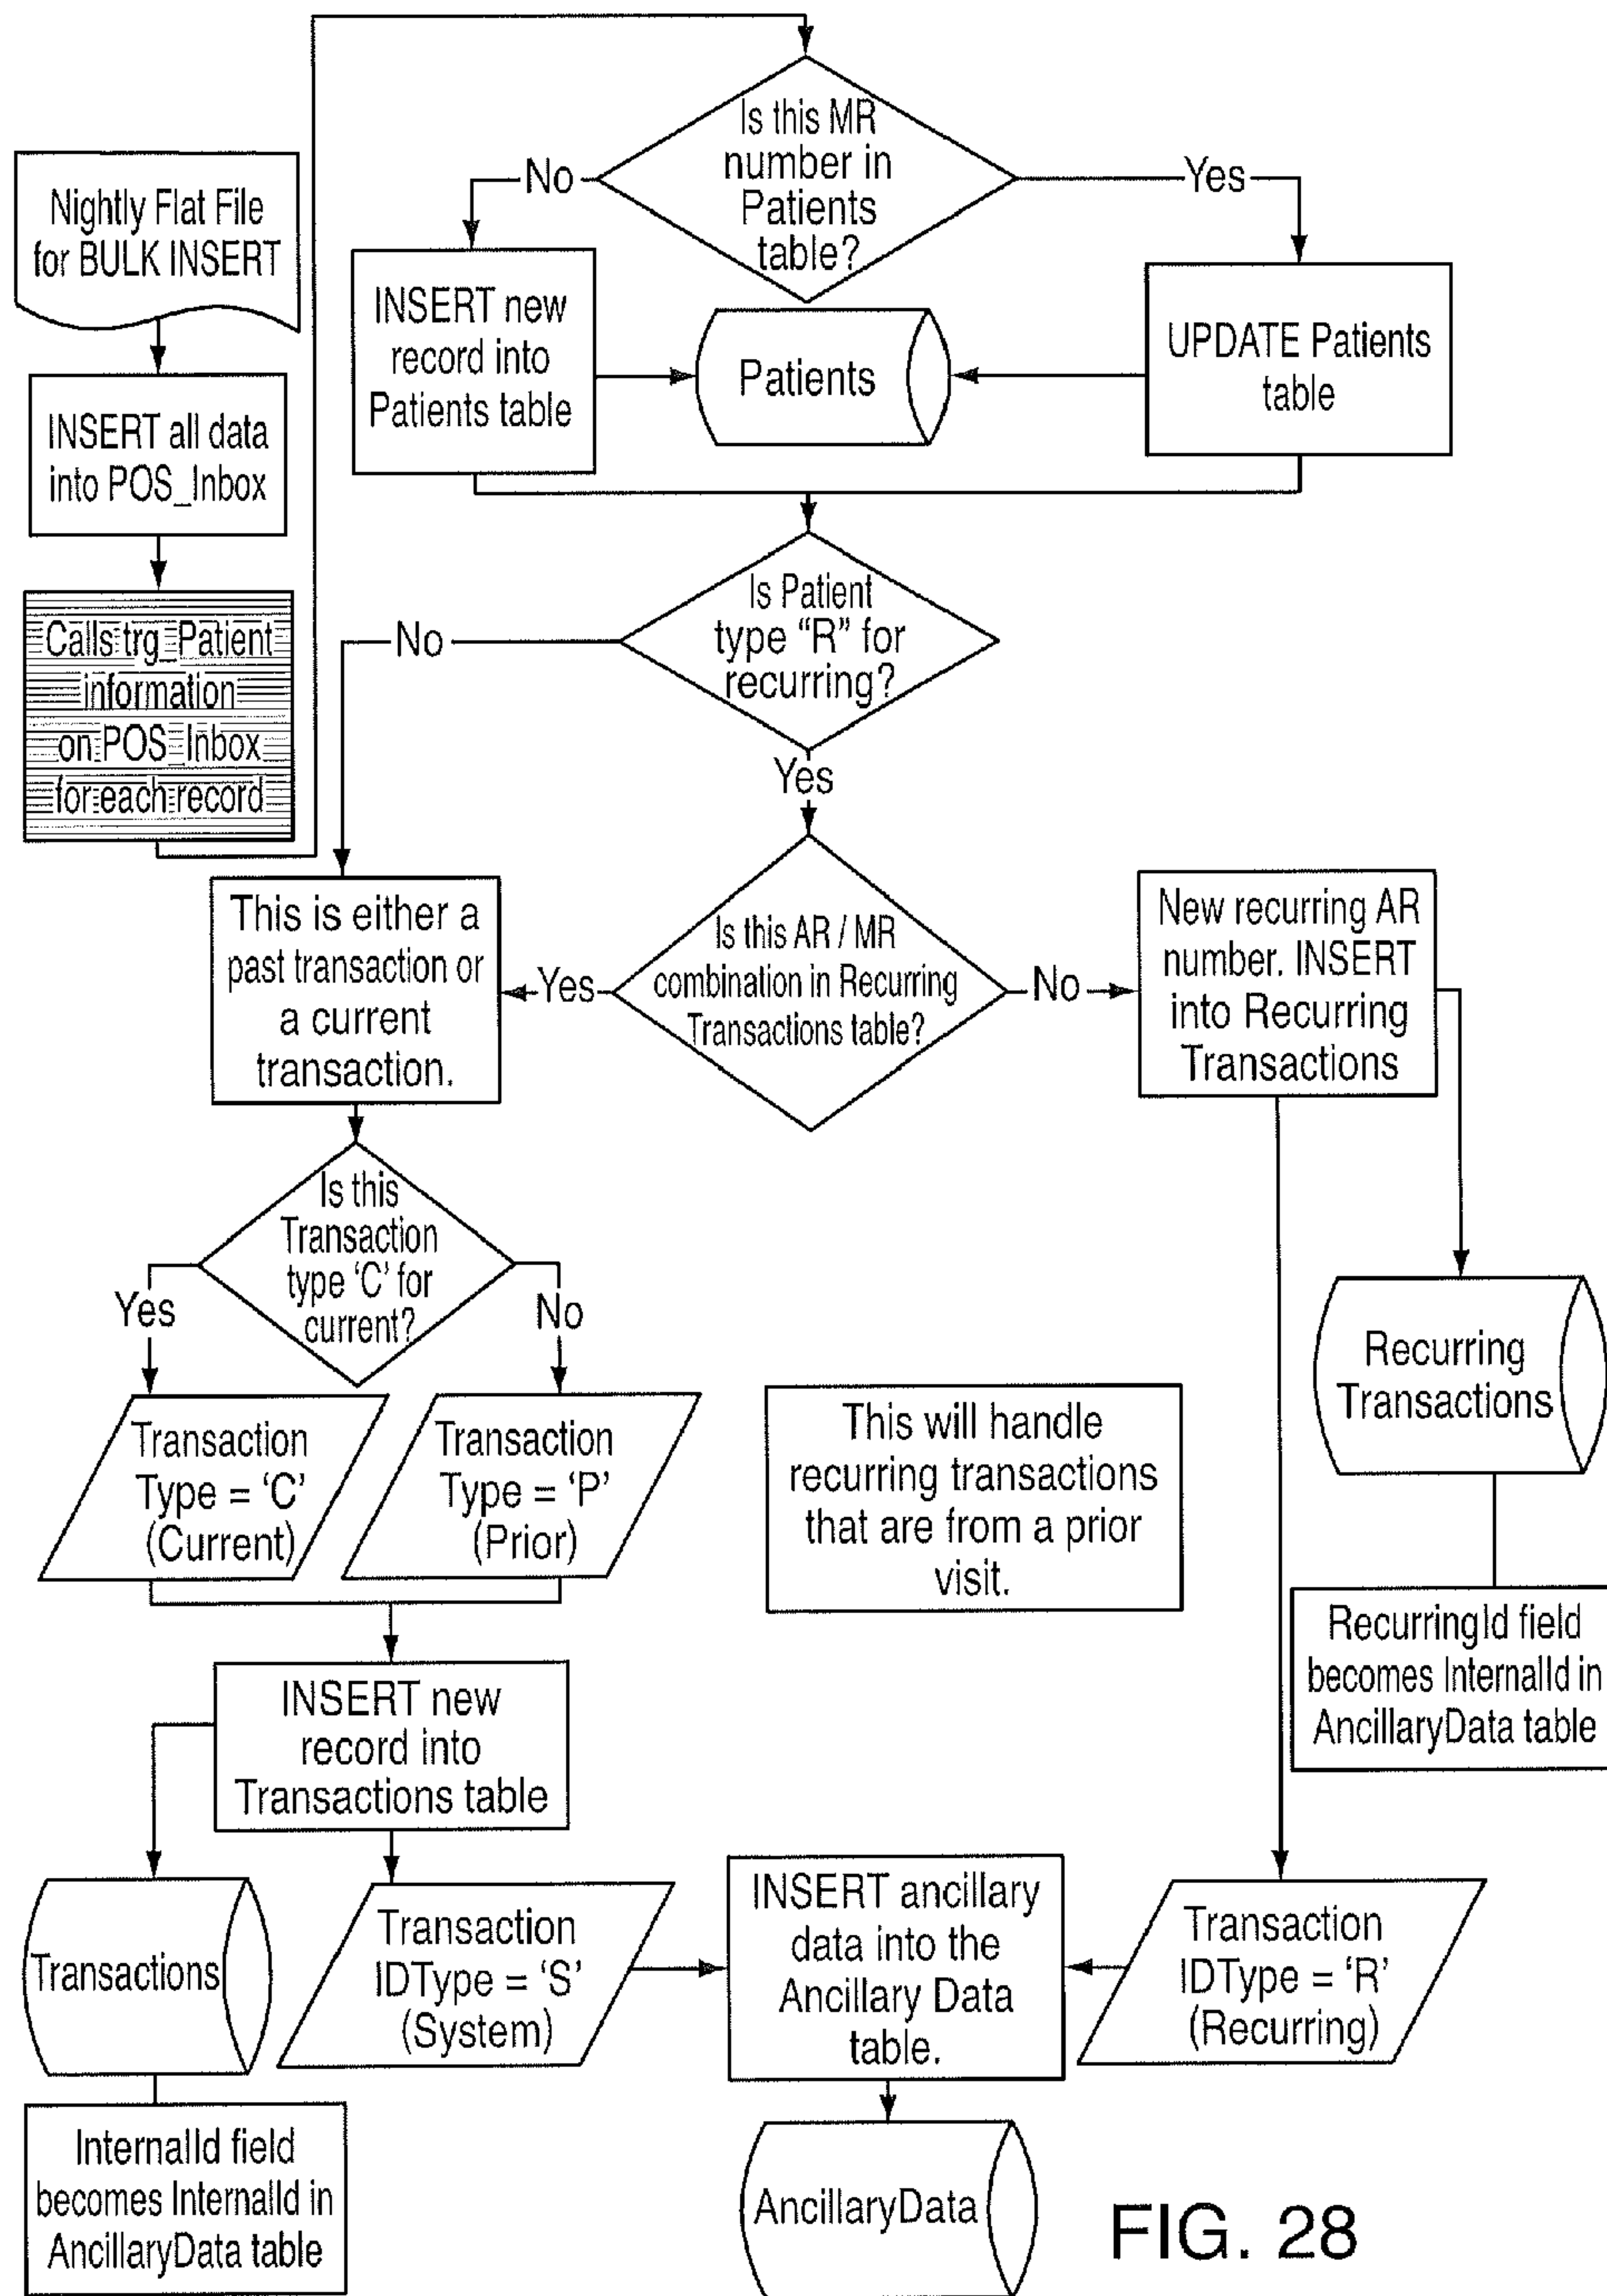 Nightly Flat File
for BULK INSERT
INSERT all data
into POS_Inbox
Calls trg_Patient
information
on POS_Inbox
for each record
Is this MR
number in
Patients
table?
No
Yes
INSERT new
record into
Patients table
Patients
UPDATE Patients
table
Is Patient
type “R” for
recurring?
No
Yes
This is either a
past transaction or
a current
transaction.
Yes
Is this AR / MR
combination in Recurring
Transactions table?
No
New recurring AR
number. INSERT
into Recurring
Transactions
Is this
Transaction
type ‘C’ for
current?
Yes
No
Transaction
Type = ‘C’
(Current)
Transaction
Type = ‘P’
(Prior)
This will handle
recurring transactions
that are from a prior
visit.
Recurring
Transactions
RecurringId field
becomes InternalId in
AncillaryData table
INSERT new
record into
Transactions table
Transactions
Transaction
IDType = ‘S’
(System)
INSERT ancillary
data into the
Ancillary Data
table.
Transaction
IDType = ‘R’
(Recurring)
InternalId field
becomes InternalId in
AncillaryData table
AncillaryData
FIG. 28